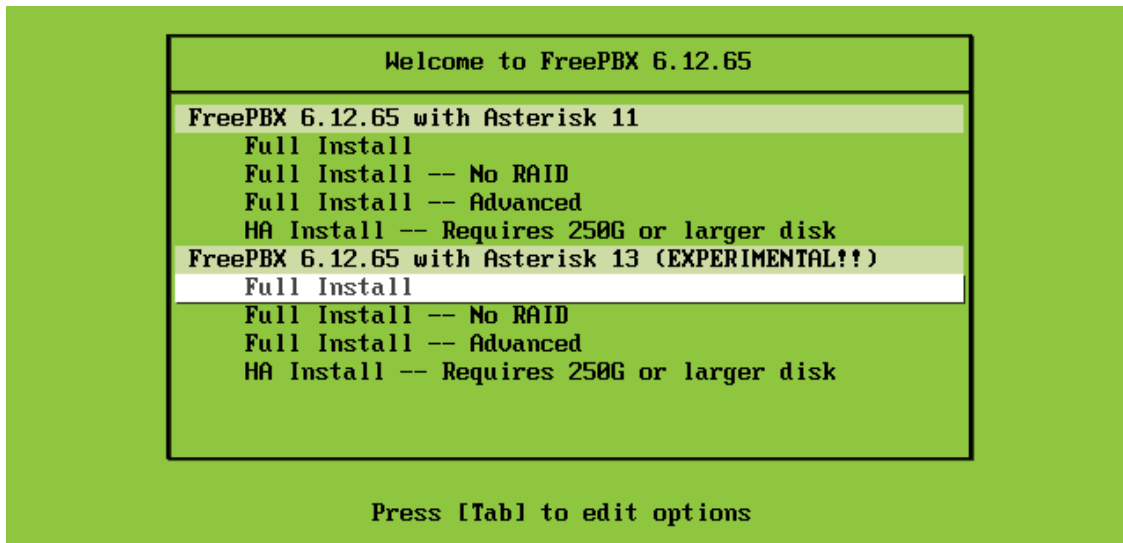 Welcome to FreePBX 6.12.65
FreePBX 6.12.65 with Asterisk 11
Full Install
Full Install -- No RAID
Full Install -- Advanced
HA Install -- Requires 250G or larger disk
FreePBX 6.12.65 with Asterisk 13 (EXPERIMENTAL!!)
Full Install
Full Install -- No RAID
Full Install -- Advanced
HA Install -- Requires 250G or larger disk
Press [Tab] to edit options